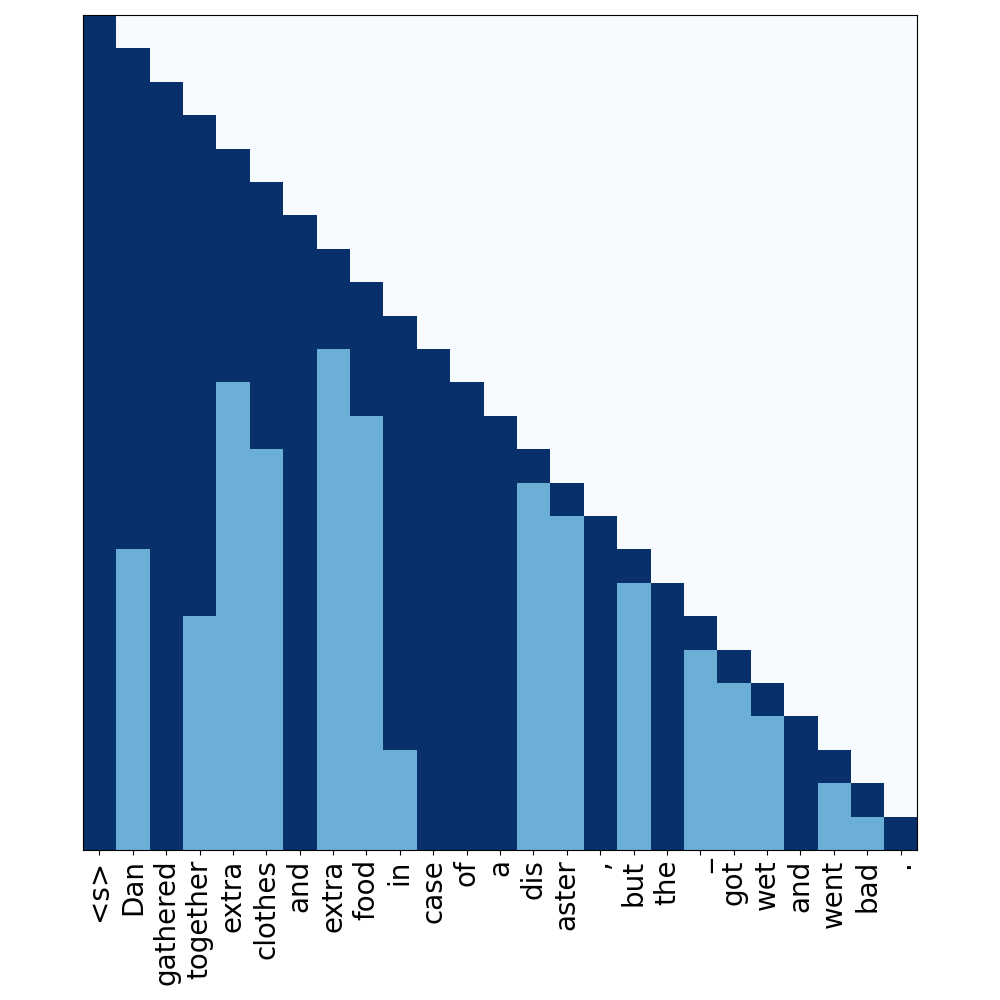 <s>
Dan
gathered
together
extra
clothes
and
extra
food
in
case
of
a
dis
aster
,
but
the
_
got
wet
and
went
bad
.